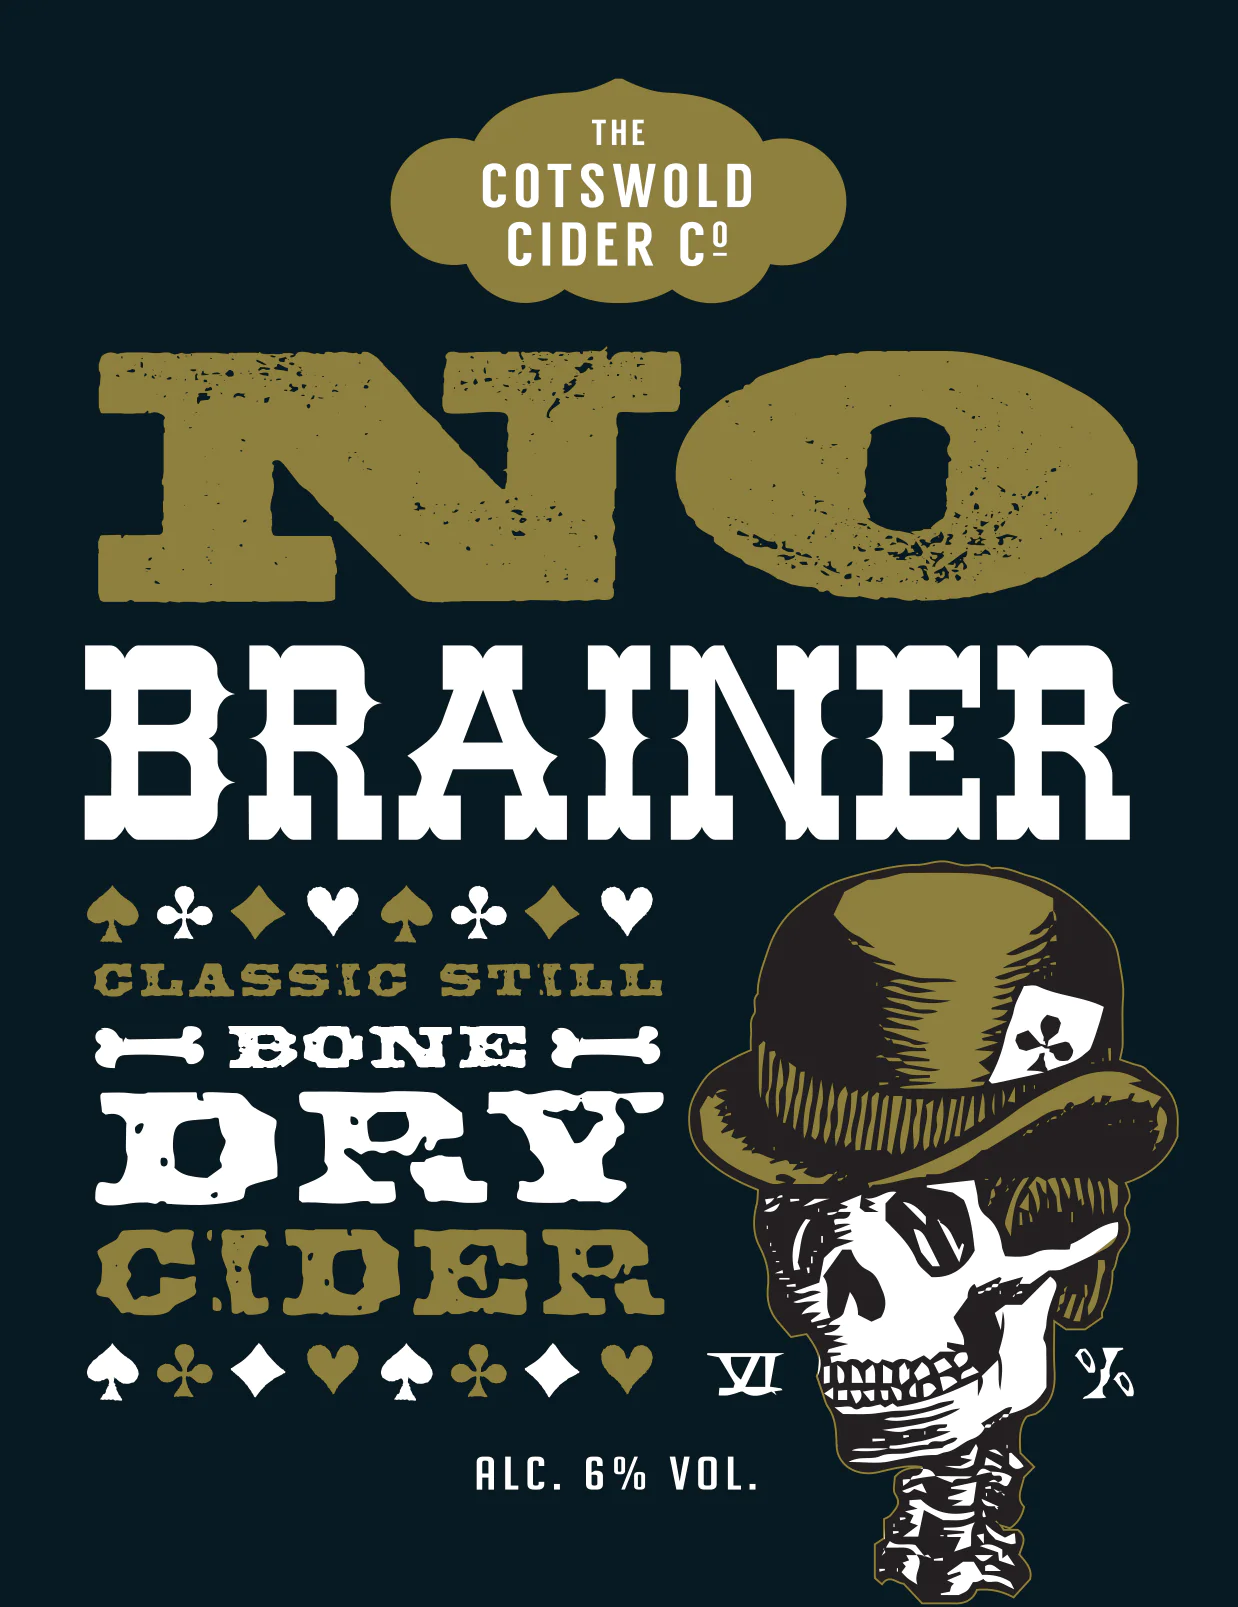 THE
COTSWOLD
CIDER Cº
NO
BRAINER
CLASSIC STILL
BONE
DRY
CIDER
VI %
ALC. 6% VOL.